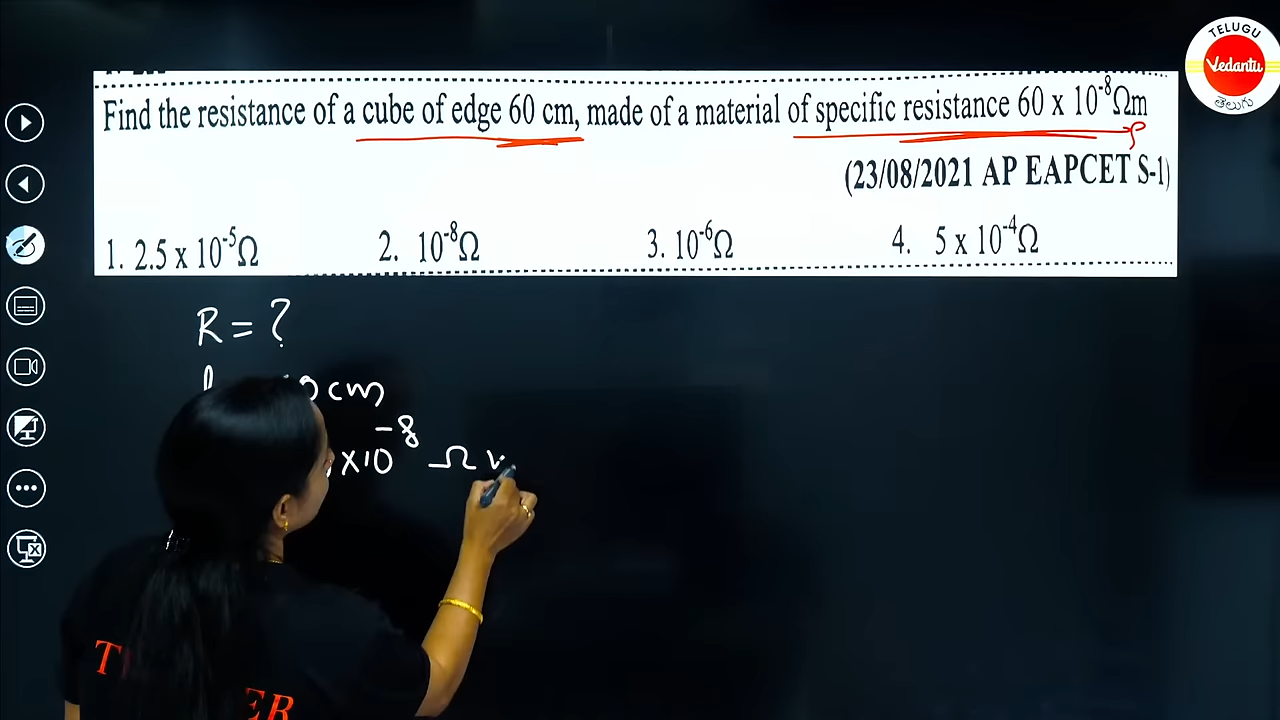 TELUGU
Vedantu
తెలుగు
Find the resistance of a cube of edge 60 cm, made of a material of specific resistance 60 x 10⁻⁸Ωm
ρ
(23/08/2021 AP EAPCET S-1)
1. 2.5 x 10⁻⁵Ω 2. 10⁻⁸Ω 3. 10⁻⁶Ω 4. 5 x 10⁻⁴Ω
R = ?
cm
×10⁻⁸ Ω